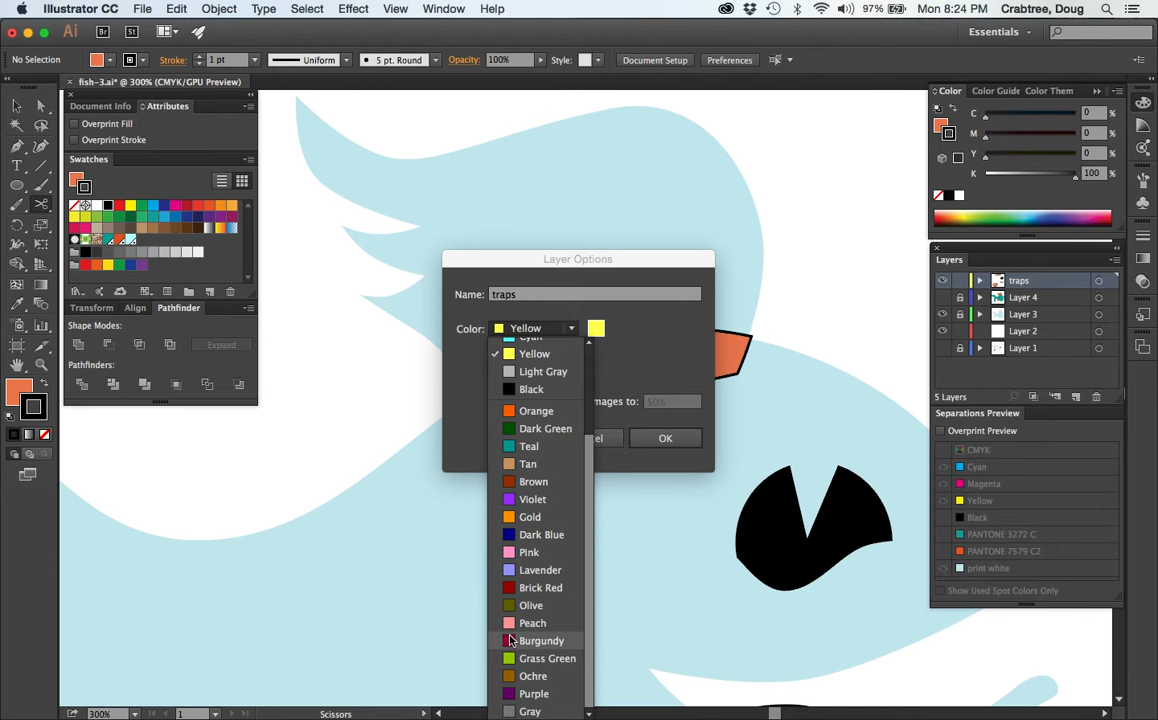 Illustrator CC File Edit Object Type Select Effect View Window Help 97% Mon 8:24 PM Crabtree, Doug
Ai Br St Essentials
No Selection Stroke: 1 pt Uniform 5 pt. Round Opacity: 100% Style: Document Setup Preferences
× fish-3.ai* @ 300% (CMYK/GPU Preview)
Document Info Attributes
Overprint Fill
Overprint Stroke
Swatches
Transform Align Pathfinder
Shape Modes:
Expand
Pathfinders:
Layer Options
Name: traps
Color: Yellow
Yellow
Light Gray
Black
Orange
Dark Green
Teal
Tan
Brown
Violet
Gold
Dark Blue
Pink
Lavender
Brick Red
Olive
Peach
Burgundy
Grass Green
Ochre
Purple
Gray
mages to: 50%
el OK
Color Color Guide Color Them
C 0 %
M 0 %
Y 0 %
K 100 %
Layers
traps
Layer 4
Layer 3
Layer 2
Layer 1
5 Layers
Separations Preview
Overprint Preview
CMYK
Cyan
Magenta
Yellow
Black
PANTONE 3272 C
PANTONE 7579 C2
print white
Show Used Spot Colors Only
300% 1 Scissors